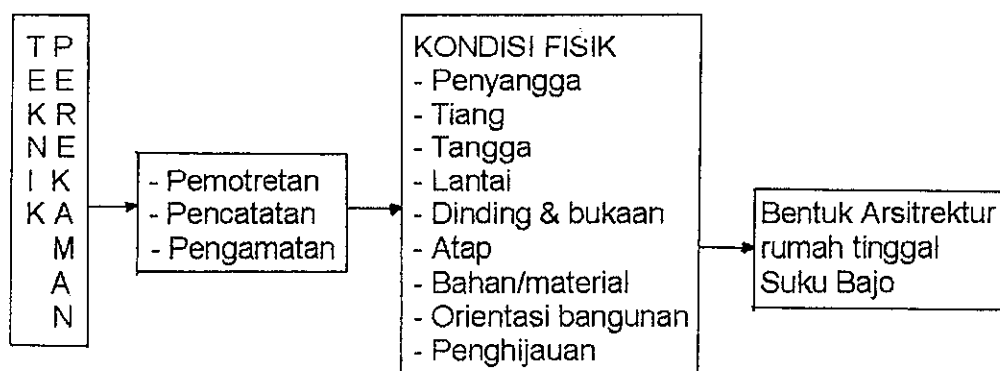 TEKNIK
PEREKAMAN
- Pemotretan
- Pencatatan
- Pengamatan
KONDISI FISIK
- Penyangga
- Tiang
- Tangga
- Lantai
- Dinding & bukaan
- Atap
- Bahan/material
- Orientasi bangunan
- Penghijauan
Bentuk Arsitrektur
rumah tinggal
Suku Bajo